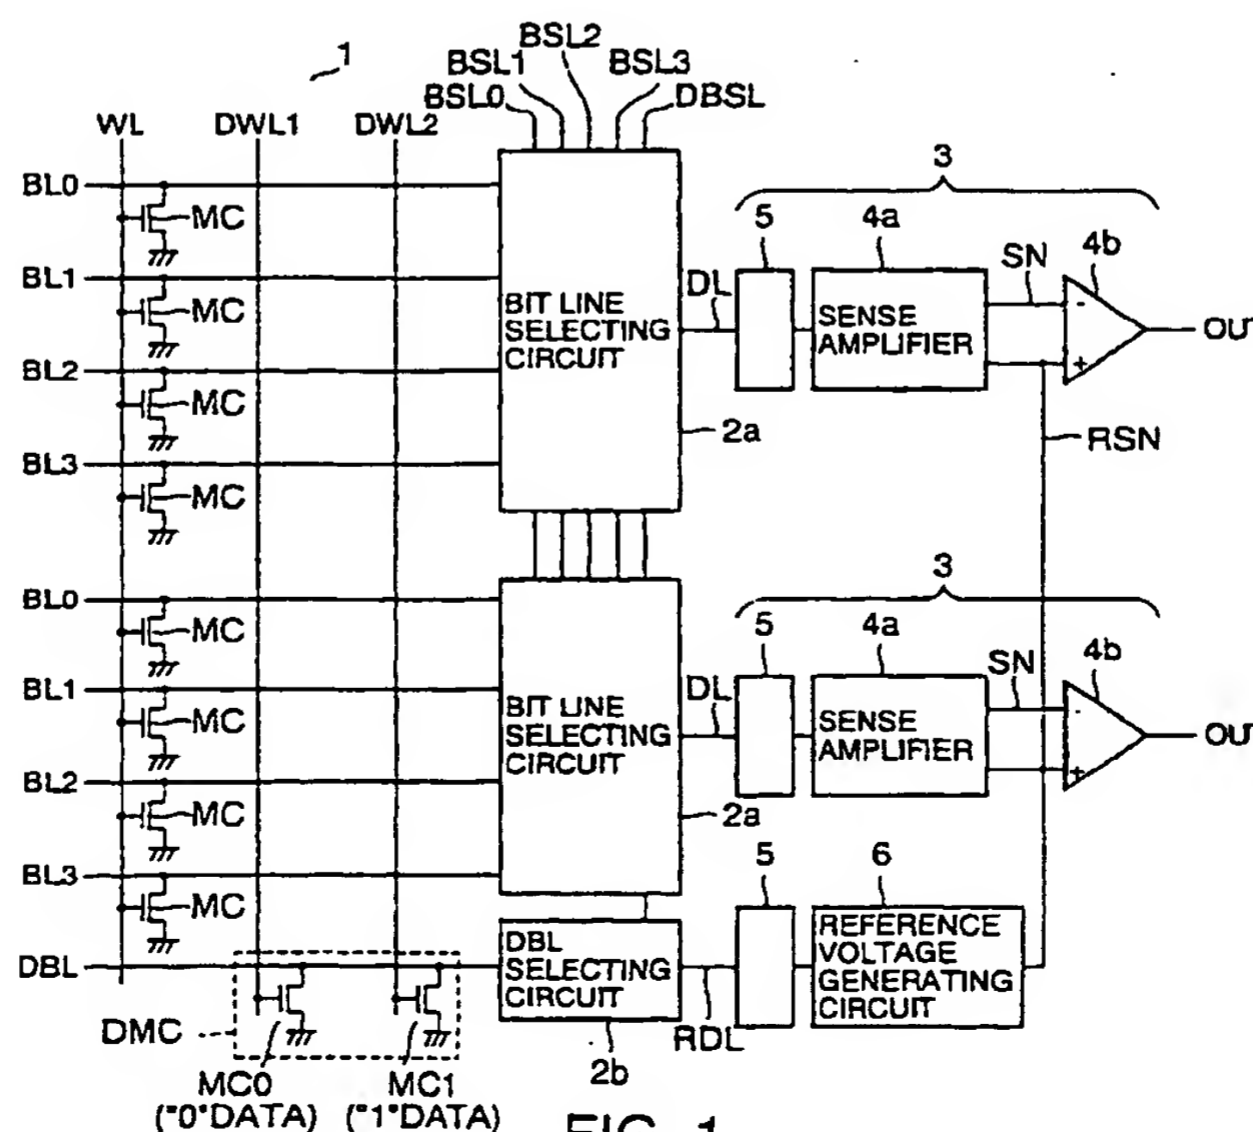 1
BSL2
BSL1
BSL3
BSL0
DBSL
WL
DWL1
DWL2
BL0
MC
BL1
MC
BL2
MC
BL3
MC
BIT LINE
SELECTING
CIRCUIT
2a
3
5
4a
4b
DL
SENSE
AMPLIFIER
SN
-
+
OUT
RSN
BL0
MC
BL1
MC
BL2
MC
BL3
MC
BIT LINE
SELECTING
CIRCUIT
2a
3
5
4a
4b
DL
SENSE
AMPLIFIER
SN
-
+
OUT
DBL
DMC
MC0
("0"DATA)
MC1
("1"DATA)
DBL
SELECTING
CIRCUIT
2b
RDL
5
6
REFERENCE
VOLTAGE
GENERATING
CIRCUIT
FIG. 1